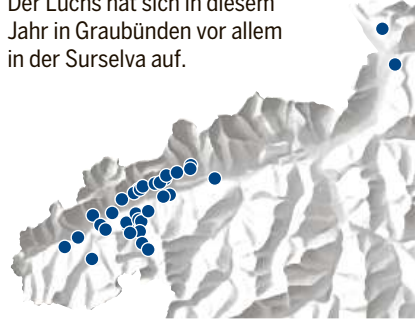 Der Luchs hat sich in diesem
Jahr in Graubünden vor allem
in der Surselva auf.